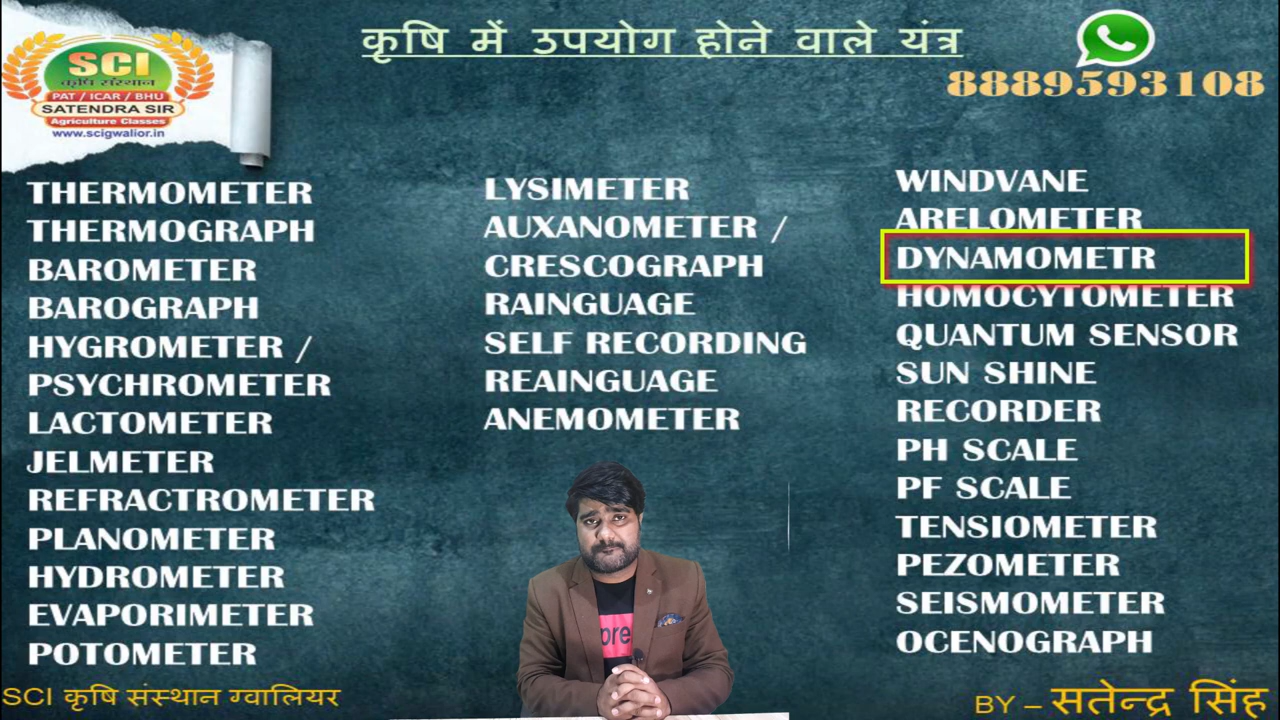 कृषि में उपयोग होने वाले यंत्र
8889593108
SCI
कृषि संस्थान
PAT / ICAR / BHU
SATENDRA SIR
Agriculture Classes
www.scigwalior.in
THERMOMETER
THERMOGRAPH
BAROMETER
BAROGRAPH
HYGROMETER /
PSYCHROMETER
LACTOMETER
JELMETER
REFRACTROMETER
PLANOMETER
HYDROMETER
EVAPORIMETER
POTOMETER
LYSIMETER
AUXANOMETER /
CRESCOGRAPH
RAINGUAGE
SELF RECORDING
REAINGUAGE
ANEMOMETER
WINDVANE
ARELOMETER
DYNAMOMETR
HOMOCYTOMETER
QUANTUM SENSOR
SUN SHINE
RECORDER
PH SCALE
PF SCALE
TENSIOMETER
PEZOMETER
SEISMOMETER
OCENOGRAPH
pre
SCI कृषि संस्थान ग्वालियर
BY – सतेन्द्र सिंह